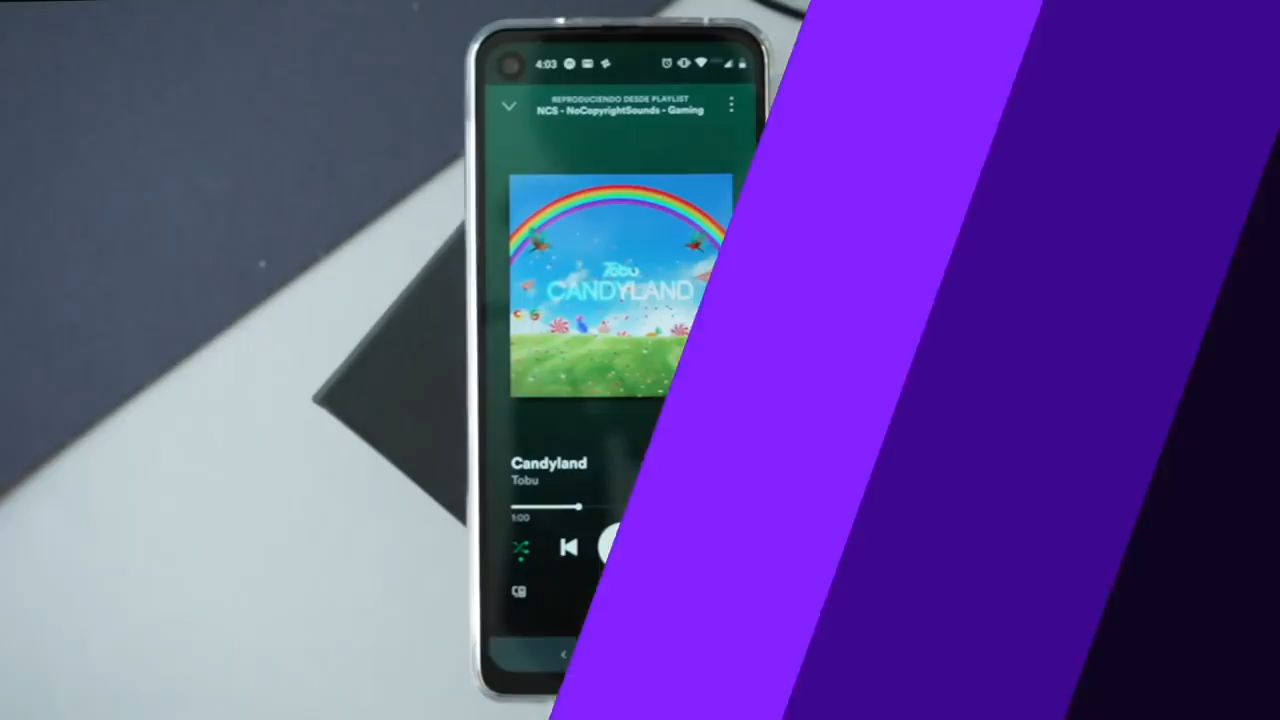 4:03
REPRODUCIENDO DESDE PLAYLIST
NCS - NoCopyrightSounds - Gaming
Tobu
CANDYLAND
Candyland
Tobu
1:00